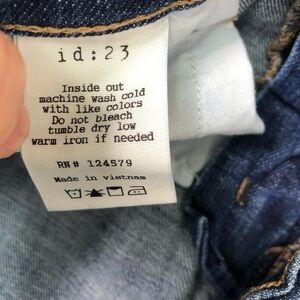 id:23
Inside out
machine wash cold
with like colors
Do not bleach
tumble dry low
warm iron if needed
RN# 124579
Made in vietnam